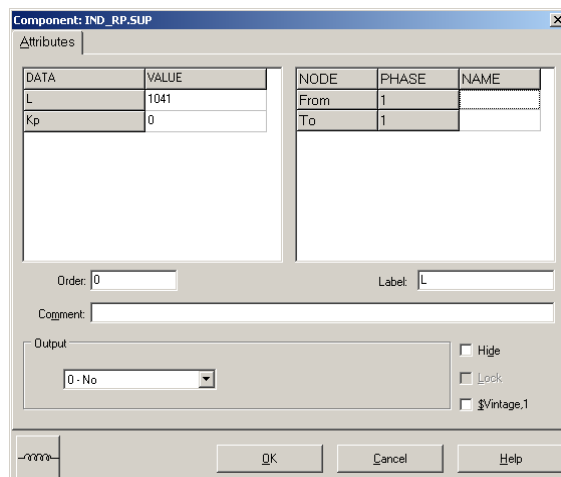 Component: IND_RP.SUP
Attributes
DATA VALUE
L 1041
Kp 0
NODE PHASE NAME
From 1
To 1
Order: 0
Label: L
Comment:
Output
0 - No
Hide
Lock
$Vintage,1
OK
Cancel
Help